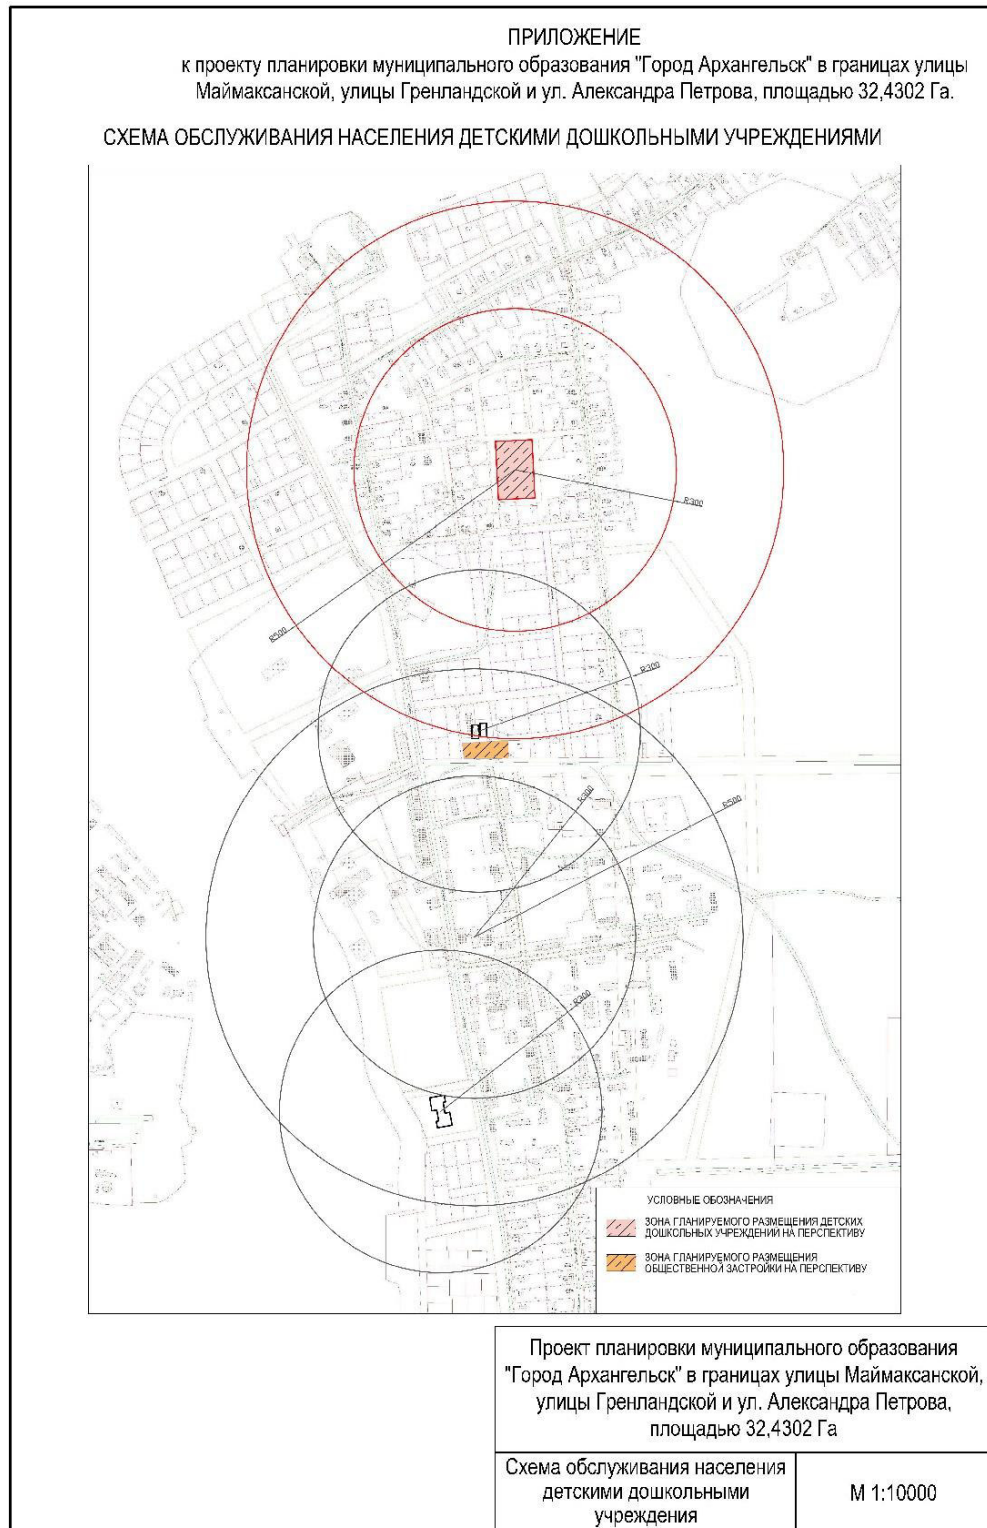 ПРИЛОЖЕНИЕ
к проекту планировки муниципального образования "Город Архангельск" в границах улицы
Маймаксанской, улицы Гренландской и ул. Александра Петрова, площадью 32,4302 Га.
СХЕМА ОБСЛУЖИВАНИЯ НАСЕЛЕНИЯ ДЕТСКИМИ ДОШКОЛЬНЫМИ УЧРЕЖДЕНИЯМИ
R300
R500
R300
R300
R500
R300
УСЛОВНЫЕ ОБОЗНАЧЕНИЯ
ЗОНА ПЛАНИРУЕМОГО РАЗМЕЩЕНИЯ ДЕТСКИХ
ДОШКОЛЬНЫХ УЧРЕЖДЕНИЙ НА ПЕРСПЕКТИВУ
ЗОНА ПЛАНИРУЕМОГО РАЗМЕЩЕНИЯ
ОБЩЕСТВЕННОЙ ЗАСТРОЙКИ НА ПЕРСПЕКТИВУ
Проект планировки муниципального образования
"Город Архангельск" в границах улицы Маймаксанской,
улицы Гренландской и ул. Александра Петрова,
площадью 32,4302 Га
Схема обслуживания населения
детскими дошкольными
учреждения
М 1:10000